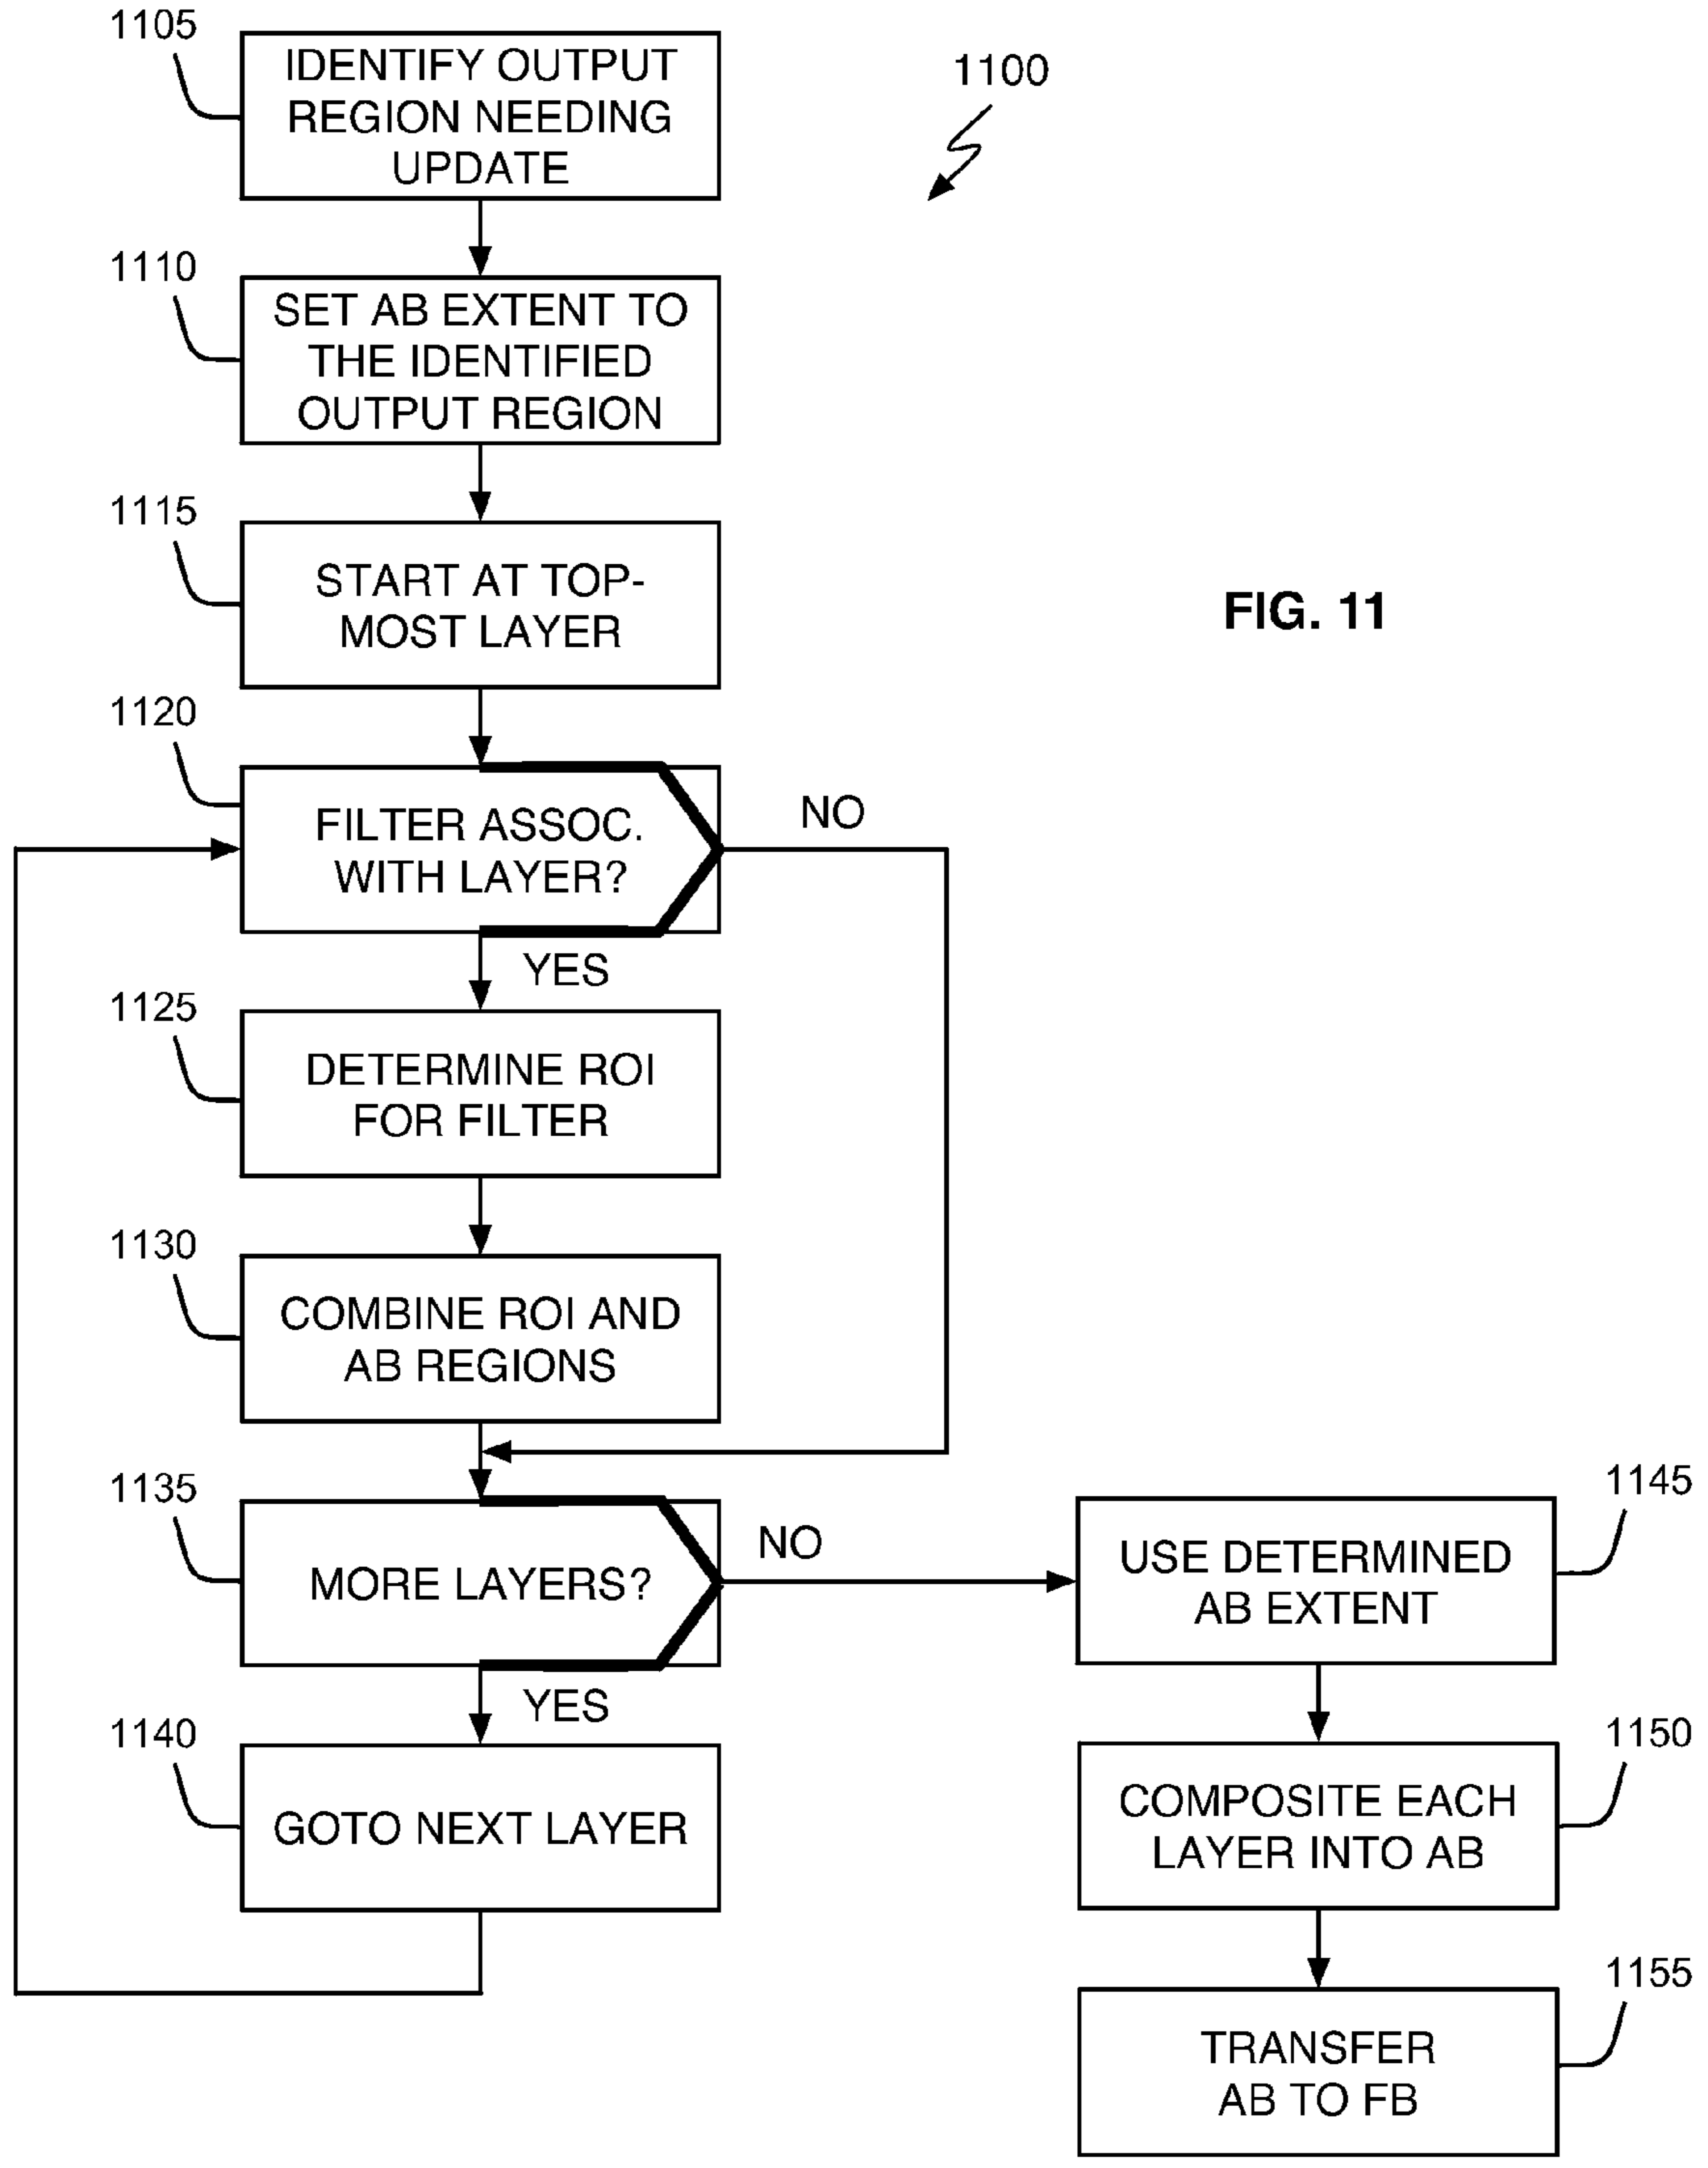 1105
IDENTIFY OUTPUT
REGION NEEDING
UPDATE
1100
1110
SET AB EXTENT TO
THE IDENTIFIED
OUTPUT REGION
1115
START AT TOP-
MOST LAYER
FIG. 11
1120
FILTER ASSOC.
WITH LAYER?
NO
YES
1125
DETERMINE ROI
FOR FILTER
1130
COMBINE ROI AND
AB REGIONS
1135
MORE LAYERS?
NO
YES
1140
GOTO NEXT LAYER
1145
USE DETERMINED
AB EXTENT
1150
COMPOSITE EACH
LAYER INTO AB
1155
TRANSFER
AB TO FB